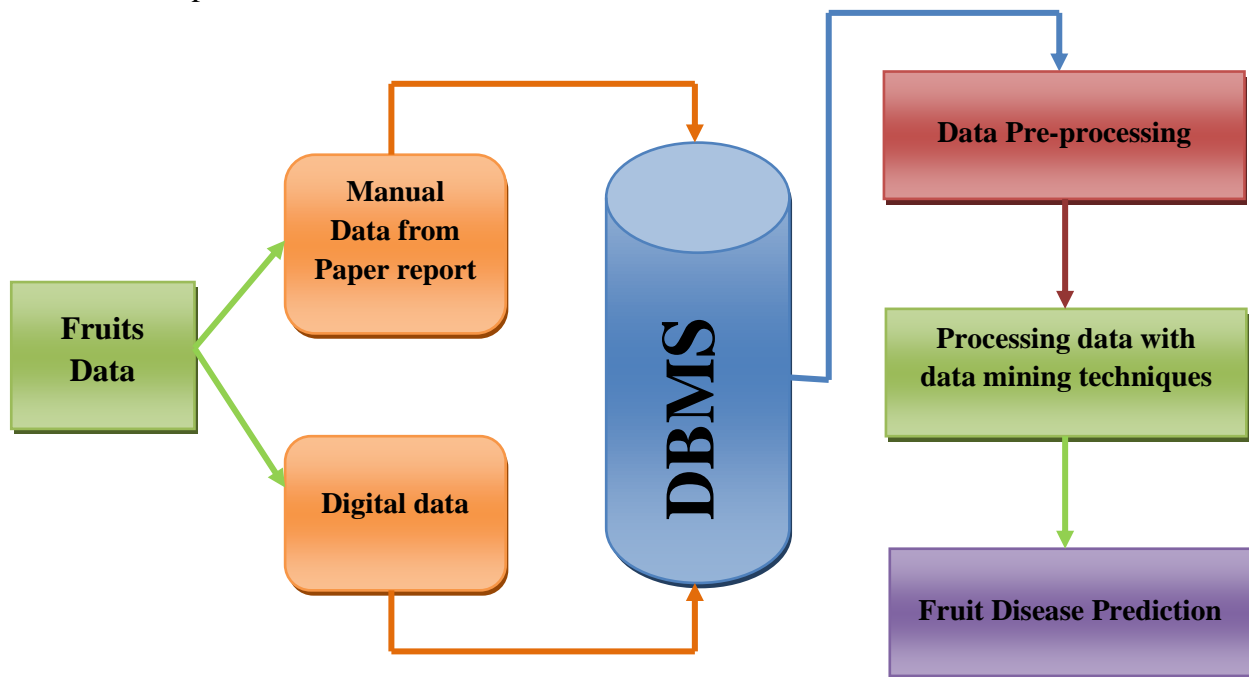 Fruits
Data
Manual
Data from
Paper report
Digital data
DBMS
Data Pre-processing
Processing data with
data mining techniques
Fruit Disease Prediction